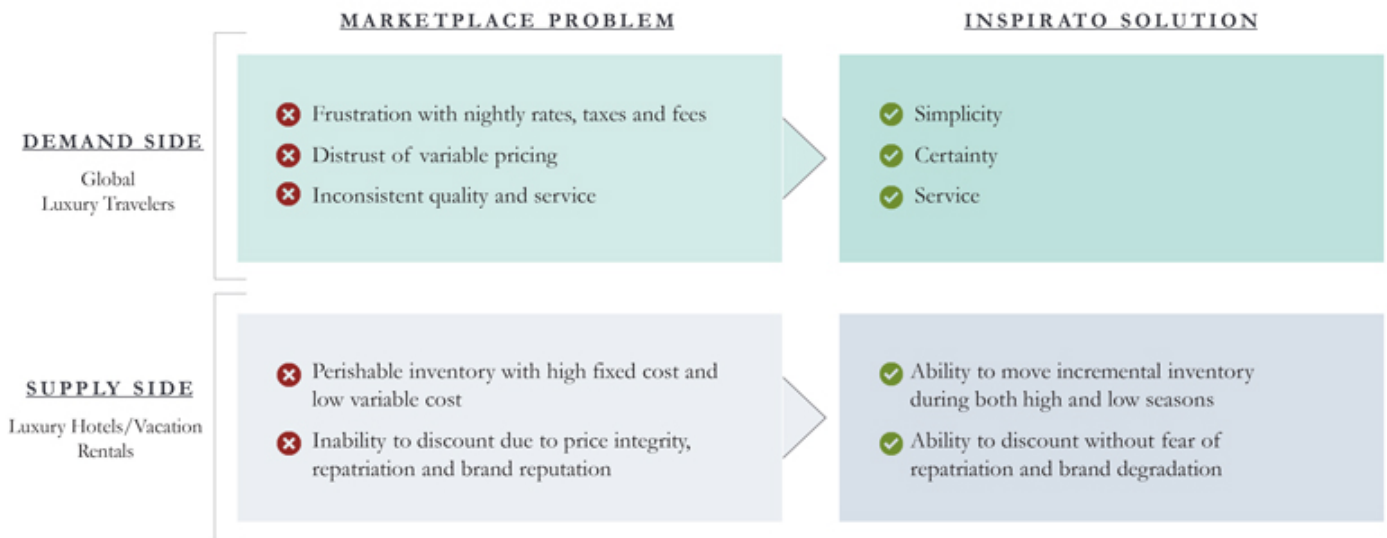 MARKETPLACE PROBLEM
INSPIRATO SOLUTION
DEMAND SIDE
Global
Luxury Travelers
Frustration with nightly rates, taxes and fees
Distrust of variable pricing
Inconsistent quality and service
Simplicity
Certainty
Service
SUPPLY SIDE
Luxury Hotels/Vacation
Rentals
Perishable inventory with high fixed cost and
low variable cost
Inability to discount due to price integrity,
repatriation and brand reputation
Ability to move incremental inventory
during both high and low seasons
Ability to discount without fear of
repatriation and brand degradation